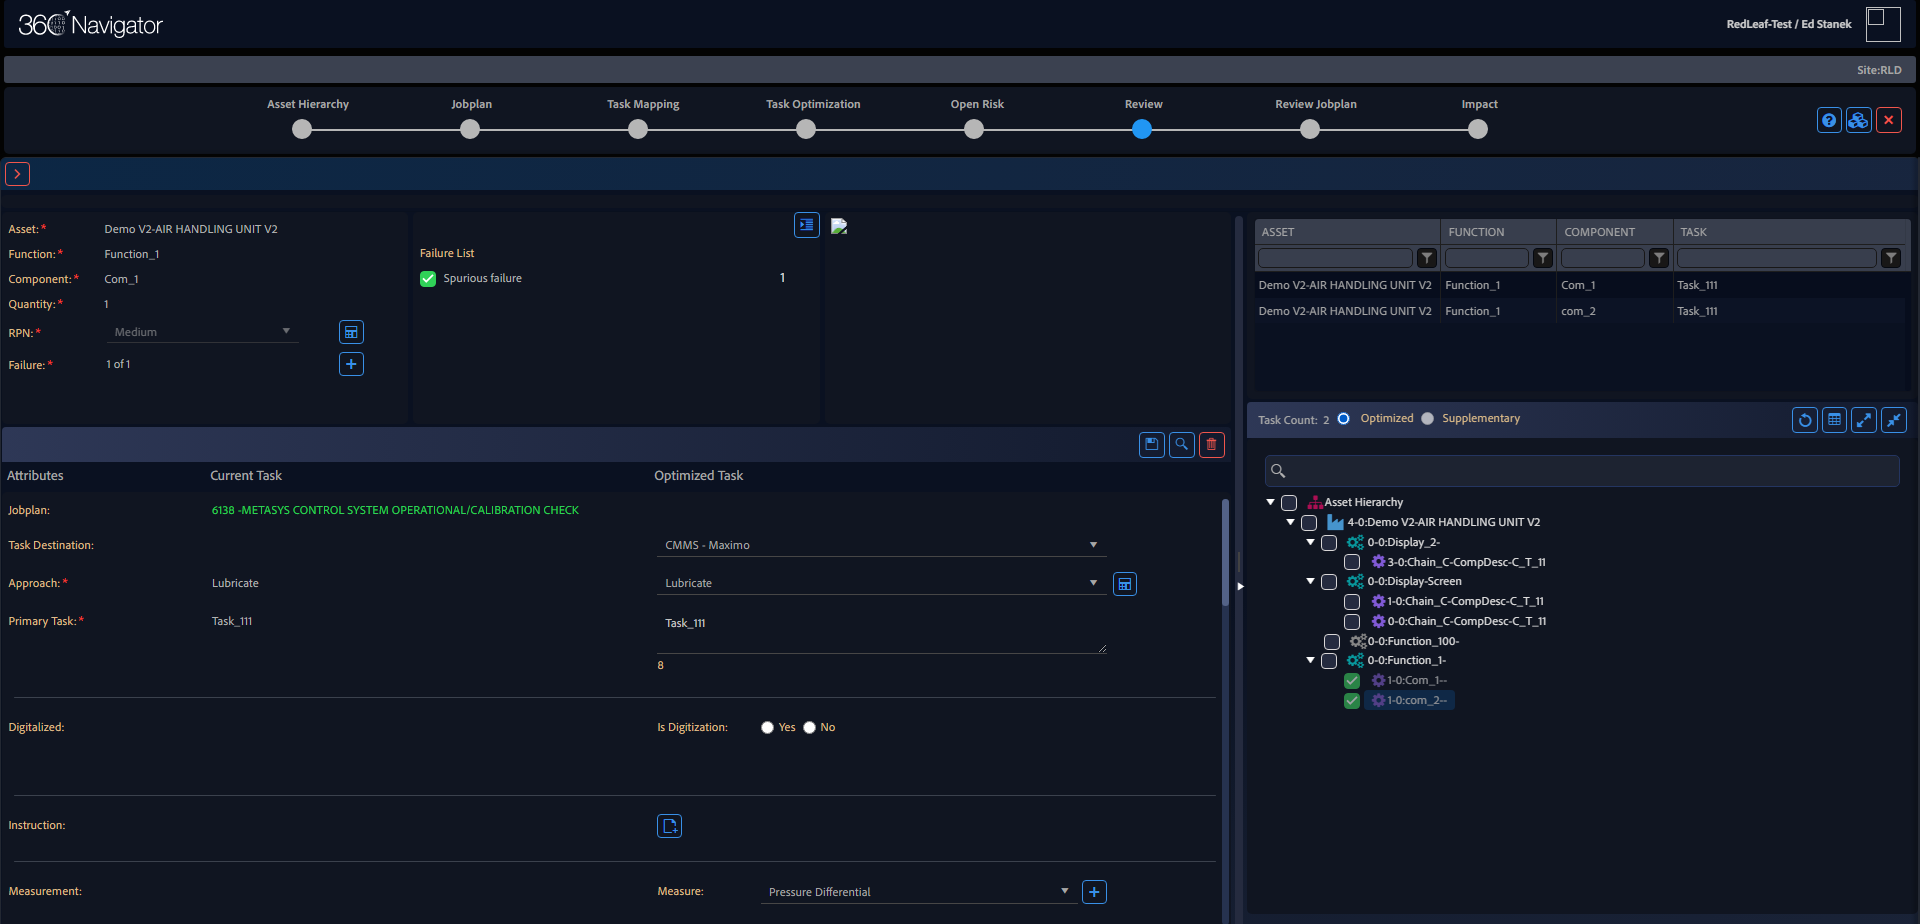 360 Navigator
RedLeaf-Test / Ed Stanek
Site:RLD
Asset Hierarchy
Jobplan
Task Mapping
Task Optimization
Open Risk
Review
Review Jobplan
Impact
Asset:* Demo V2-AIR HANDLING UNIT V2
Function:* Function_1
Component:* Com_1
Quantity:* 1
RPN:* Medium
Failure:* 1 of 1
Failure List
Spurious failure 1
ASSET FUNCTION COMPONENT TASK
Demo V2-AIR HANDLING UNIT V2 Function_1 Com_1 Task_111
Demo V2-AIR HANDLING UNIT V2 Function_1 com_2 Task_111
Task Count: 2 Optimized Supplementary
Attributes Current Task Optimized Task
Jobplan: 6138 -METASYS CONTROL SYSTEM OPERATIONAL/CALIBRATION CHECK
Task Destination: CMMS - Maximo
Approach:* Lubricate Lubricate
Primary Task:* Task_111 Task_111
8
Digitalized: Is Digitization: Yes No
Instruction:
Measurement: Measure: Pressure Differential
Asset Hierarchy
4-0:Demo V2-AIR HANDLING UNIT V2
0-0:Display_2-
3-0:Chain_C-CompDesc-C_T_11
0-0:Display-Screen
1-0:Chain_C-CompDesc-C_T_11
0-0:Chain_C-CompDesc-C_T_11
0-0:Function_100-
0-0:Function_1-
1-0:Com_1--
1-0:com_2--